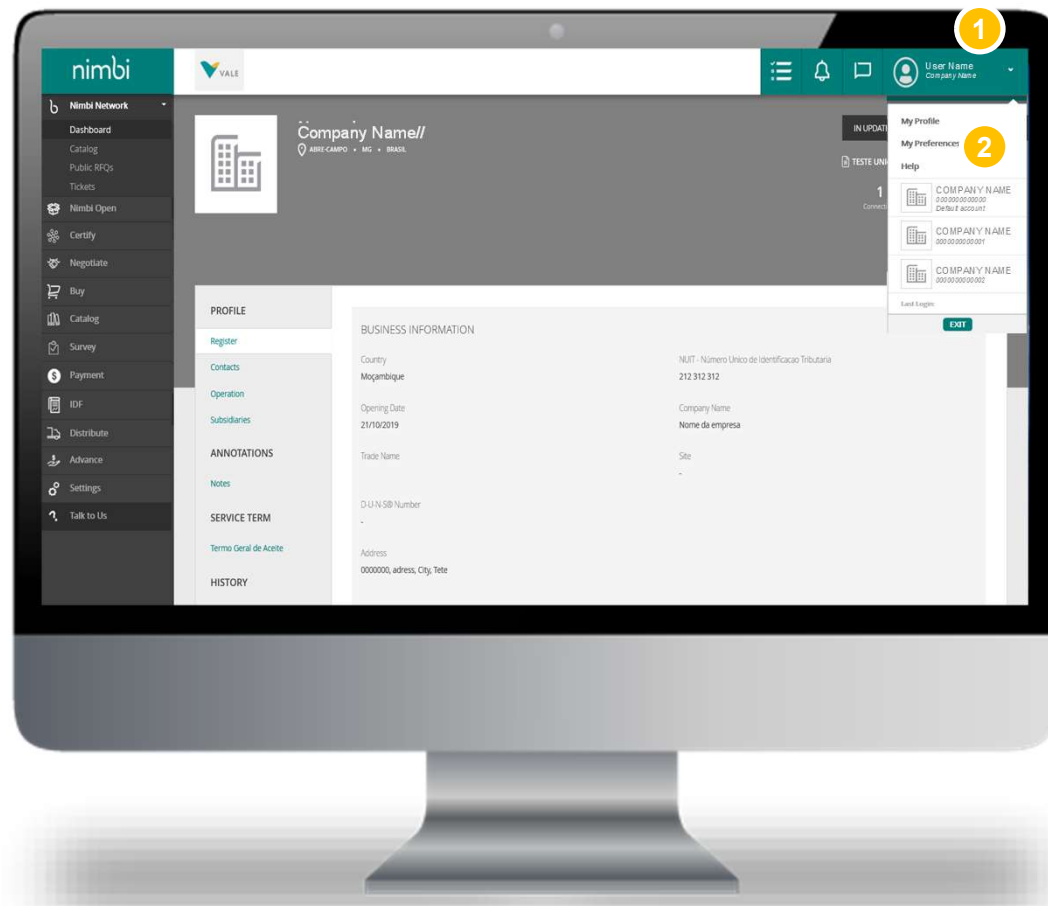 1
nimbi
VALE
User Name
Company Name
Nimbi Network
Dashboard
Catalog
Public RFQs
Tickets
Nimbi Open
Certify
Negotiate
Buy
Catalog
Survey
Payment
IDF
Distribute
Advance
Settings
Talk to Us
Company Name//
ABRE-CAMPO • MG • BRASIL
IN UPDATI
TESTE UNI
1
Connecti
My Profile
My Preferences
2
Help
COMPANY NAME
000000000000
Default account
COMPANY NAME
000000000001
COMPANY NAME
000000000002
Last Login:
EXIT
PROFILE
Register
Contacts
Operation
Subsidiaries
ANNOTATIONS
Notes
SERVICE TERM
Termo Geral de Aceite
HISTORY
BUSINESS INFORMATION
Country
Moçambique
NUIT - Número Unico de Identificacao Tributaria
212 312 312
Opening Date
21/10/2019
Company Name
Nome da empresa
Trade Name
Site
-
D-U-N-S® Number
-
Address
0000000, adress, City, Tete